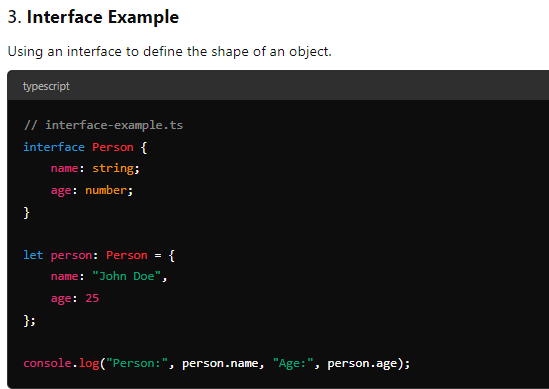 3. Interface Example
Using an interface to define the shape of an object.
typescript
// interface-example.ts
interface Person {
    name: string;
    age: number;
}
let person: Person = {
    name: "John Doe",
    age: 25
};
console.log("Person:", person.name, "Age:", person.age);